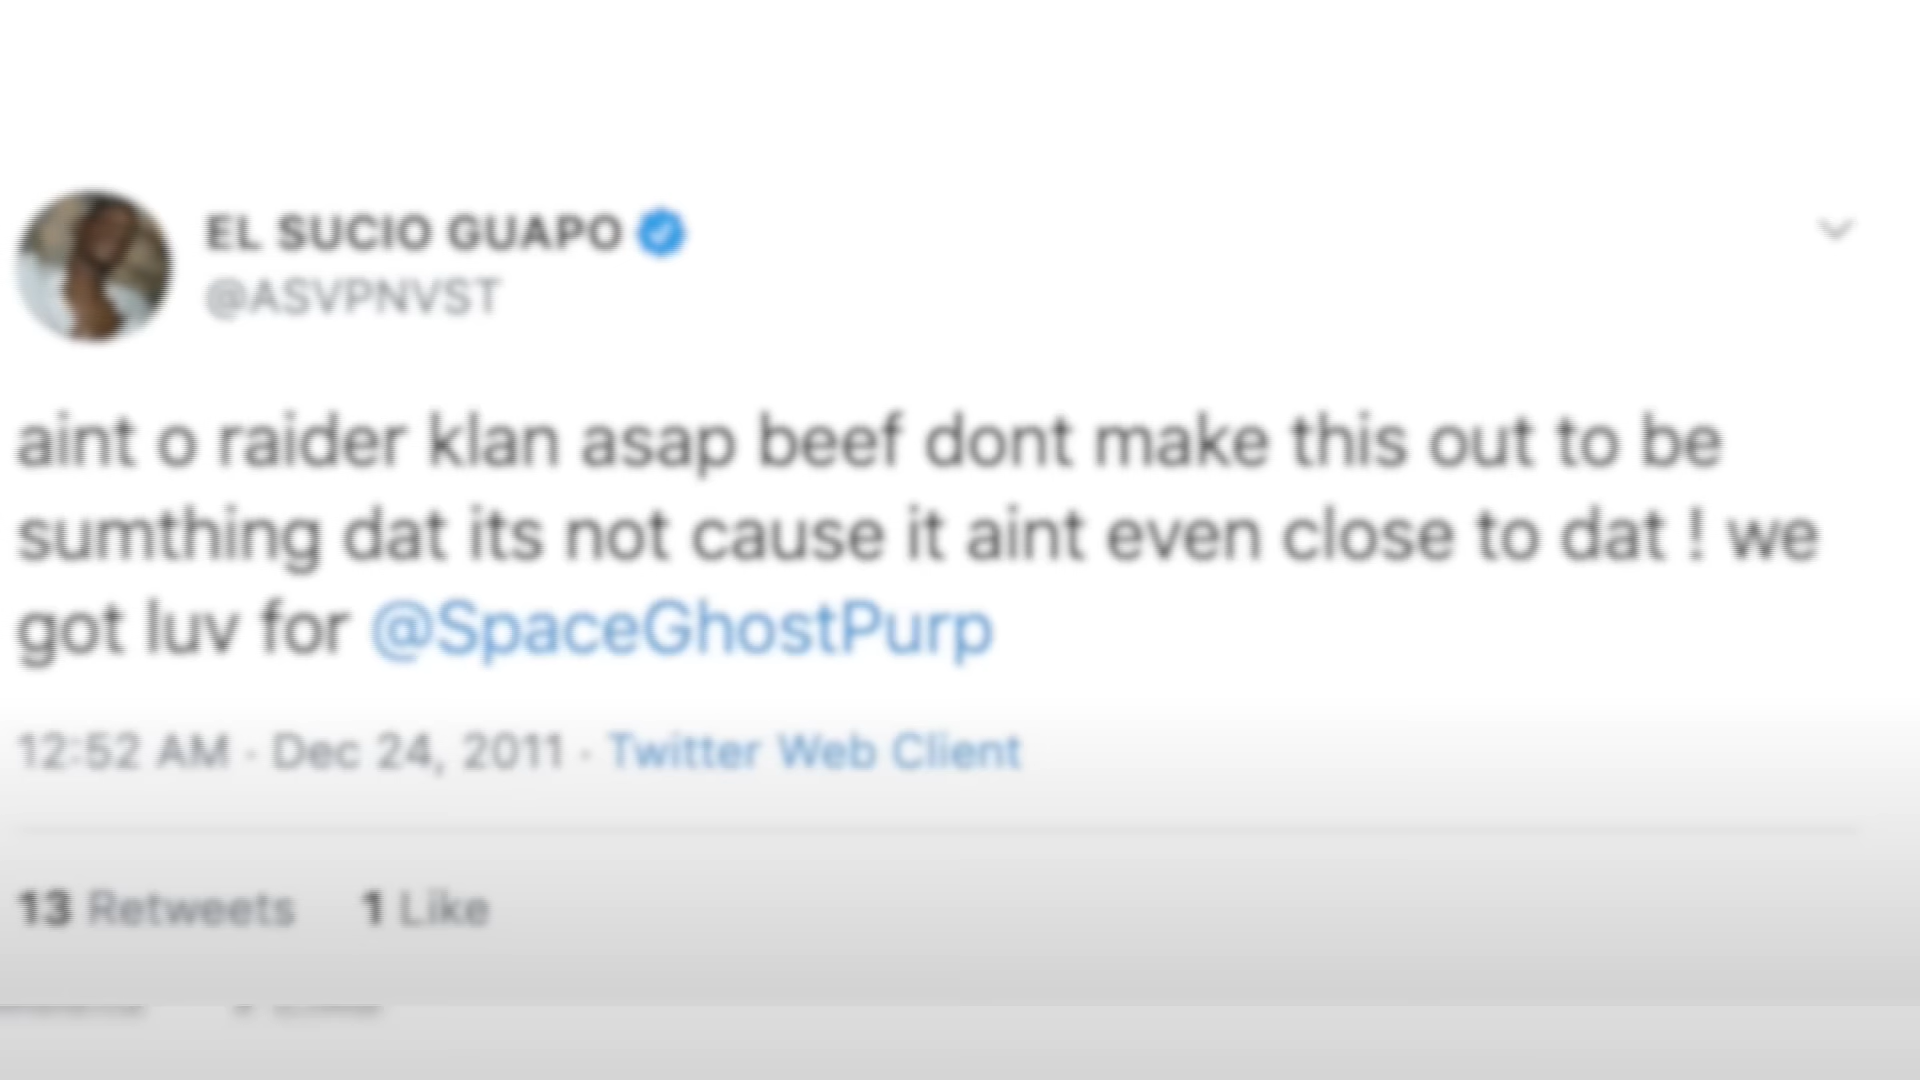 EL SUCIO GUAPO
@ASVPNVST
aint o raider klan asap beef dont make this out to be
sumthing dat its not cause it aint even close to dat ! we
got luv for @SpaceGhostPurp
12:52 AM · Dec 24, 2011 · Twitter Web Client
13 Retweets 1 Like